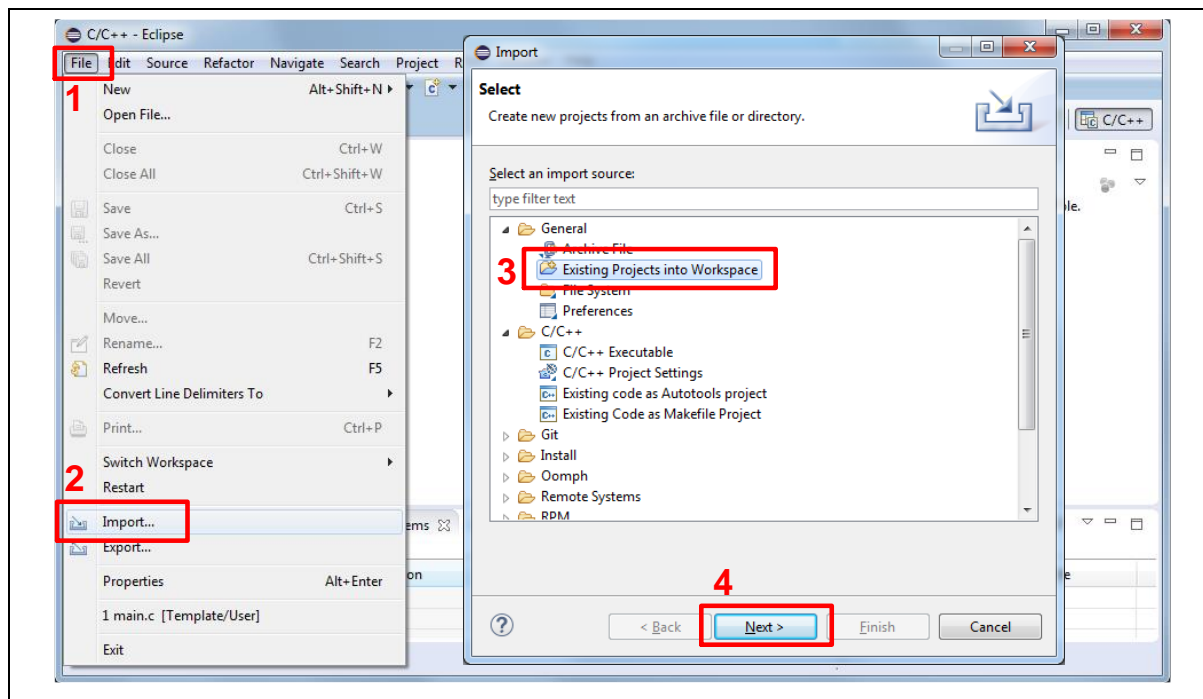 C/C++ - Eclipse
File Edit Source Refactor Navigate Search Project R
1
New Alt+Shift+N
Open File...
Close Ctrl+W
Close All Ctrl+Shift+W
Save Ctrl+S
Save As...
Save All Ctrl+Shift+S
Revert
Move...
Rename... F2
Refresh F5
Convert Line Delimiters To
Print... Ctrl+P
Switch Workspace
2
Restart
Import...
Export...
Properties Alt+Enter
1 main.c [Template/User]
Exit
ems
on
Import
Select
Create new projects from an archive file or directory.
Select an import source:
type filter text
General
Archive File
3
Existing Projects into Workspace
File System
Preferences
C/C++
C/C++ Executable
C/C++ Project Settings
Existing code as Autotools project
Existing Code as Makefile Project
Git
Install
Oomph
Remote Systems
RPM
4
? < Back Next > Finish Cancel
C/C++
ble.
e